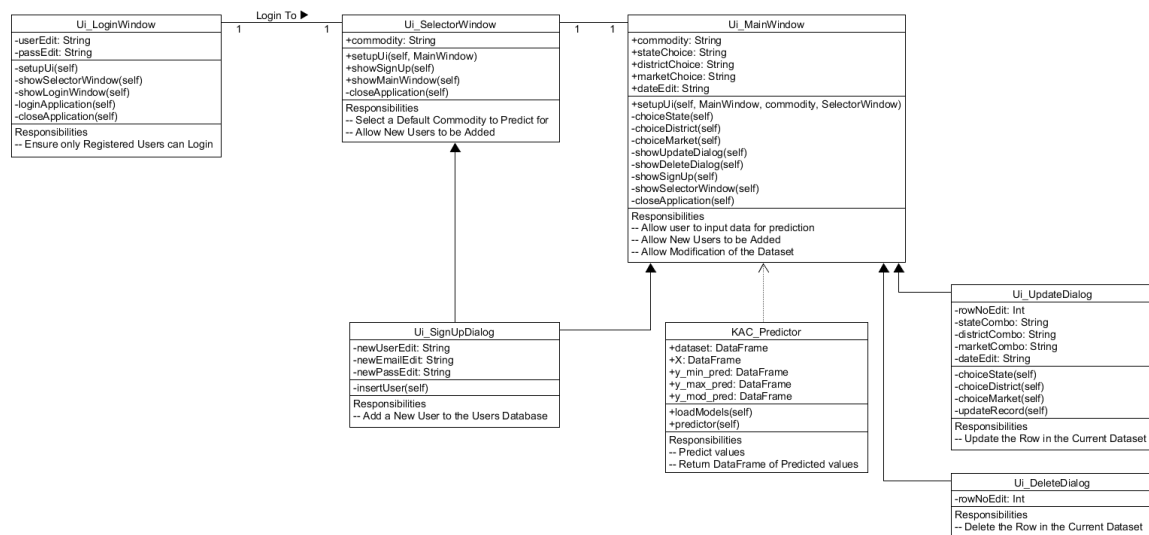 Ui_LoginWindow
-userEdit: String
-passEdit: String
-setupUi(self)
-showSelectorWindow(self)
-showLoginWindow(self)
-loginApplication(self)
-closeApplication(self)
Responsibilities
-- Ensure only Registered Users can Login
Login To ▶
1
1
Ui_SelectorWindow
+commodity: String
+setupUi(self, MainWindow)
+showSignUp(self)
+showMainWindow(self)
-closeApplication(self)
Responsibilities
-- Select a Default Commodity to Predict for
-- Allow New Users to be Added
1
1
Ui_MainWindow
+commodity: String
+stateChoice: String
+districtChoice: String
+marketChoice: String
+dateEdit: String
+setupUi(self, MainWindow, commodity, SelectorWindow)
-choiceState(self)
-choiceDistrict(self)
-choiceMarket(self)
-showUpdateDialog(self)
-showDeleteDialog(self)
-showSignUp(self)
-showSelectorWindow(self)
-closeApplication(self)
Responsibilities
-- Allow user to input data for prediction
-- Allow New Users to be Added
-- Allow Modification of the Dataset
Ui_SignUpDialog
-newUserEdit: String
-newEmailEdit: String
-newPassEdit: String
-insertUser(self)
Responsibilities
-- Add a New User to the Users Database
KAC_Predictor
+dataset: DataFrame
+X: DataFrame
+y_min_pred: DataFrame
+y_max_pred: DataFrame
+y_mod_pred: DataFrame
+loadModels(self)
+predictor(self)
Responsibilities
-- Predict values
-- Return DataFrame of Predicted values
Ui_UpdateDialog
-rowNoEdit: Int
-stateCombo: String
-districtCombo: String
-marketCombo: String
-dateEdit: String
-choiceState(self)
-choiceDistrict(self)
-choiceMarket(self)
-updateRecord(self)
Responsibilities
-- Update the Row in the Current Dataset
Ui_DeleteDialog
-rowNoEdit: Int
Responsibilities
-- Delete the Row in the Current Dataset